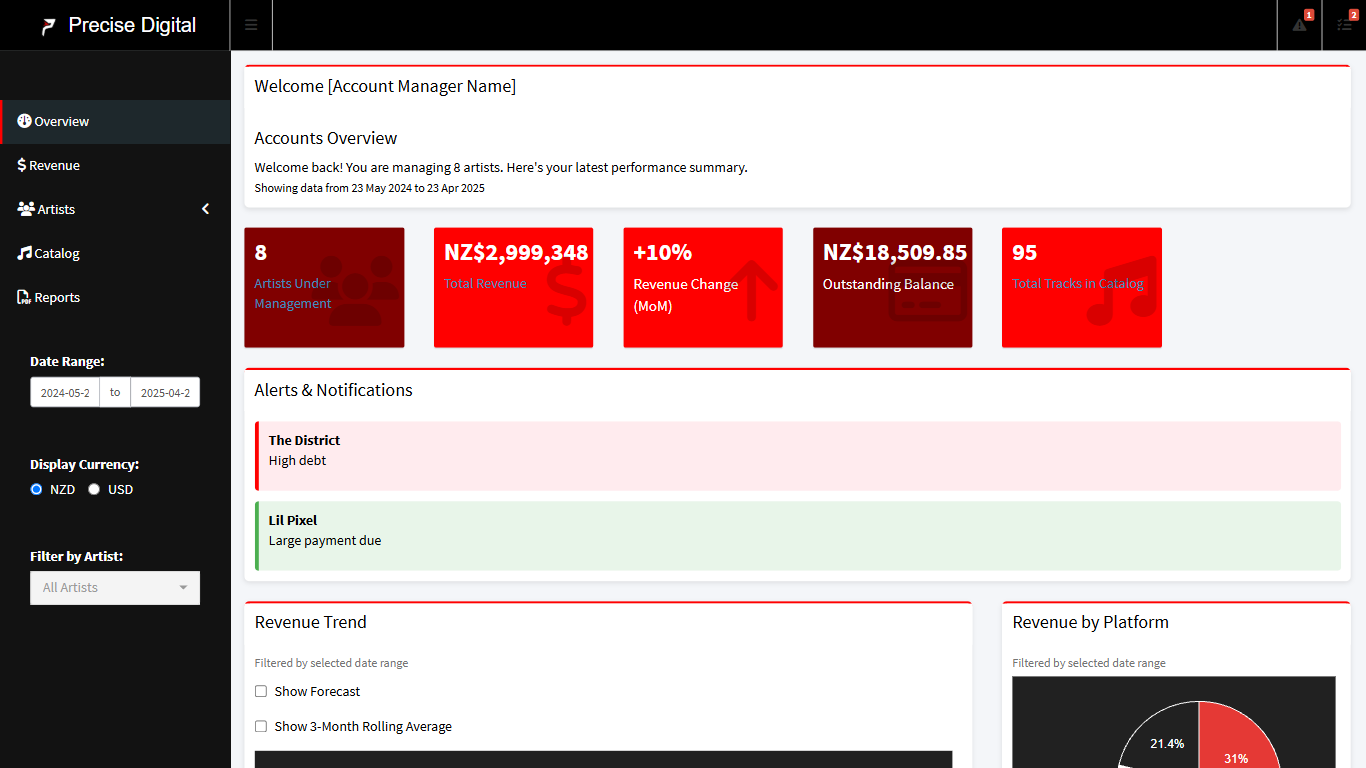 Precise Digital
1
2
Overview
Revenue
Artists
Catalog
Reports
Date Range:
2024-05-2 to 2025-04-2
Display Currency:
NZD USD
Filter by Artist:
All Artists
Welcome [Account Manager Name]
Accounts Overview
Welcome back! You are managing 8 artists. Here's your latest performance summary.
Showing data from 23 May 2024 to 23 Apr 2025
8
Artists Under
Management
NZ$2,999,348
Total Revenue
+10%
Revenue Change
(MoM)
NZ$18,509.85
Outstanding Balance
95
Total Tracks in Catalog
Alerts & Notifications
The District
High debt
Lil Pixel
Large payment due
Revenue Trend
Filtered by selected date range
Show Forecast
Show 3-Month Rolling Average
Revenue by Platform
Filtered by selected date range
21.4%
31%